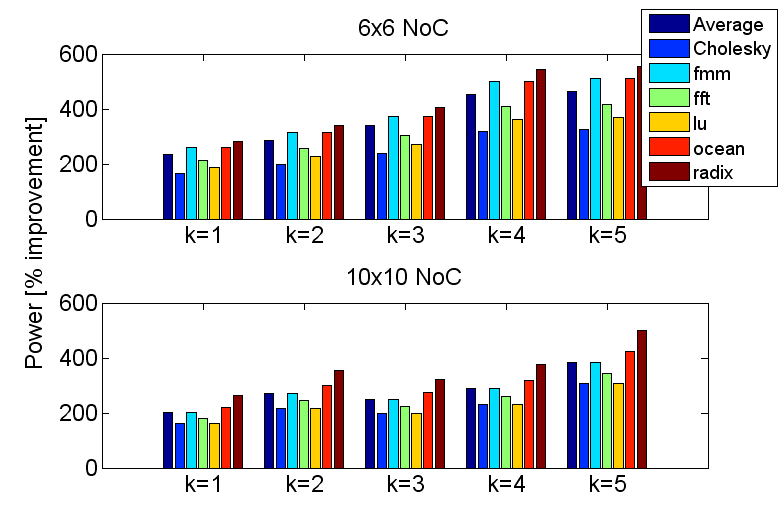 6x6 NoC
Average
Cholesky
fmm
fft
lu
ocean
radix
600
400
200
0
k=1 k=2 k=3 k=4 k=5
Power [% improvement]
10x10 NoC
600
400
200
0
k=1 k=2 k=3 k=4 k=5